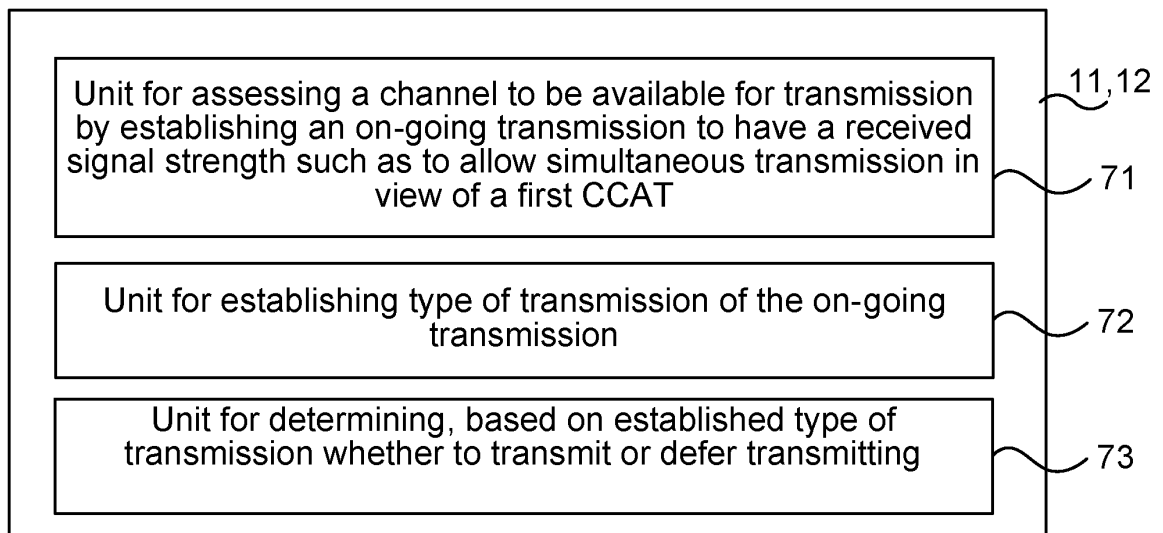 Unit for assessing a channel to be available for transmission
by establishing an on-going transmission to have a received
signal strength such as to allow simultaneous transmission in
view of a first CCAT
11,12
71
Unit for establishing type of transmission of the on-going
transmission
72
Unit for determining, based on established type of
transmission whether to transmit or defer transmitting
73